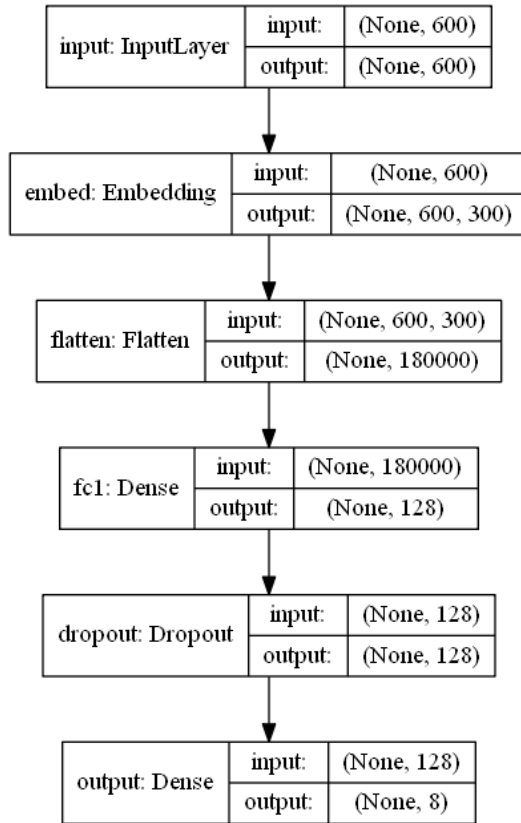 input: InputLayer
input: (None, 600)
output: (None, 600)
embed: Embedding
input: (None, 600)
output: (None, 600, 300)
flatten: Flatten
input: (None, 600, 300)
output: (None, 180000)
fc1: Dense
input: (None, 180000)
output: (None, 128)
dropout: Dropout
input: (None, 128)
output: (None, 128)
output: Dense
input: (None, 128)
output: (None, 8)